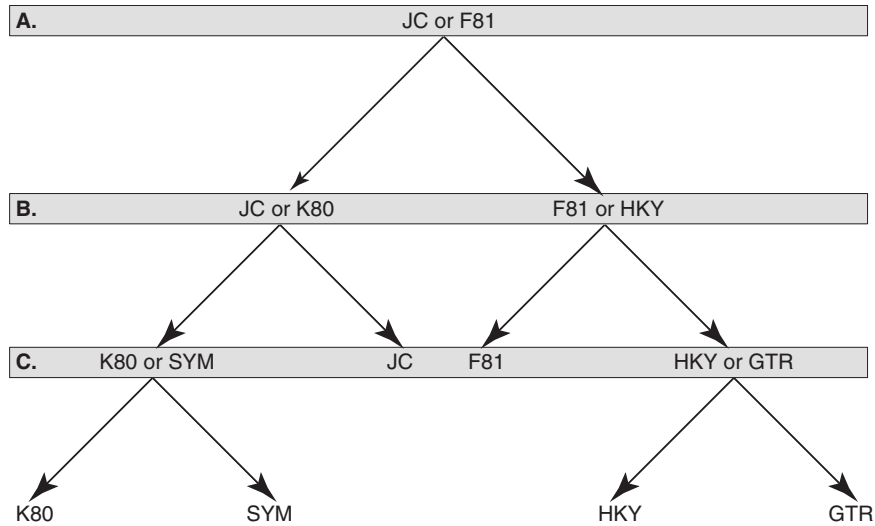 A. JC or F81
B. JC or K80 F81 or HKY
C. K80 or SYM JC F81 HKY or GTR
K80 SYM HKY GTR